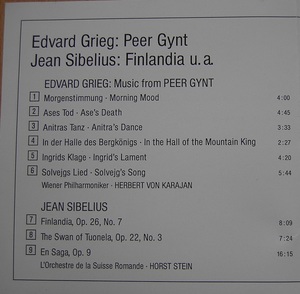 Edvard Grieg: Peer Gynt
Jean Sibelius: Finlandia u. a.
EDVARD GRIEG: Music from PEER GYNT
1 Morgenstimmung · Morning Mood 4:00
2 Ases Tod · Ase's Death 4:45
3 Anitras Tanz · Anitra's Dance 3:33
4 In der Halle des Bergkönigs · In the Hall of the Mountain King 2:27
5 Ingrids Klage · Ingrid's Lament 4:20
6 Solvejgs Lied · Solvejg's Song 5:44
Wiener Philharmoniker · HERBERT VON KARAJAN
JEAN SIBELIUS
7 Finlandia, Op. 26, No. 7 8:09
8 The Swan of Tuonela, Op. 22, No. 3 7:24
9 En Saga, Op. 9 16:15
L'Orchestre de la Suisse Romande · HORST STEIN